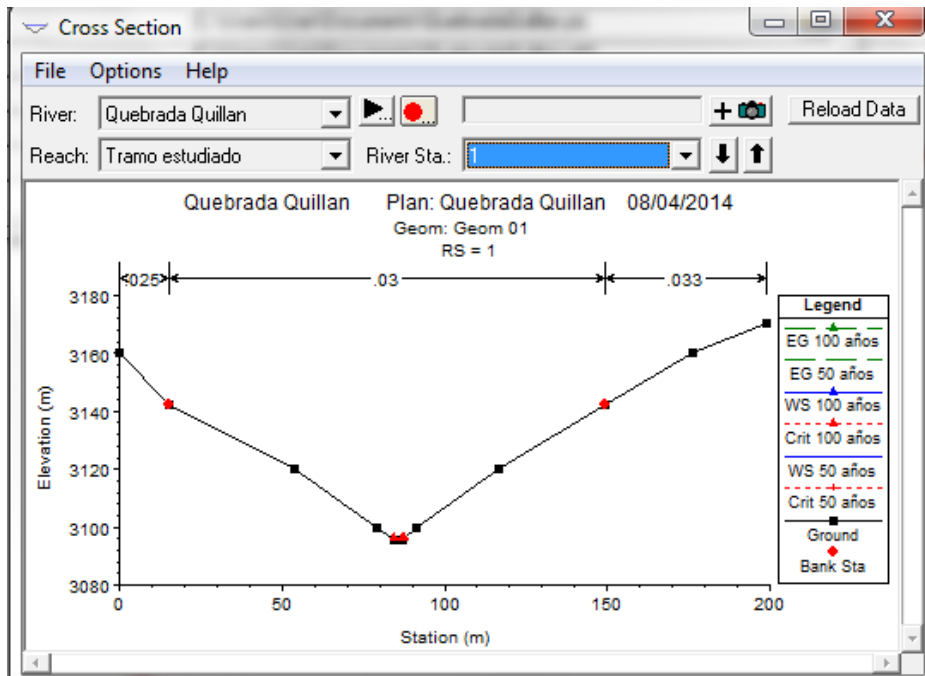 Cross Section
File Options Help
River: Quebrada Quillan Reload Data
Reach: Tramo estudiado River Sta.: 1
Quebrada Quillan Plan: Quebrada Quillan 08/04/2014
Geom: Geom 01
RS = 1
.025 .03 .033
Elevation (m)
3180
3160
3140
3120
3100
3080
0 50 100 150 200
Station (m)
Legend
EG 100 años
EG 50 años
WS 100 años
Crit 100 años
WS 50 años
Crit 50 años
Ground
Bank Sta